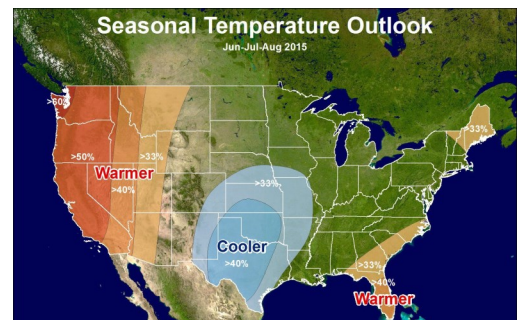 Seasonal Temperature Outlook
Jun-Jul-Aug 2015
>60%
>33%
>50%
>33%
Warmer
>40%
>33%
Cooler
>40%
>33%
>40%
Warmer